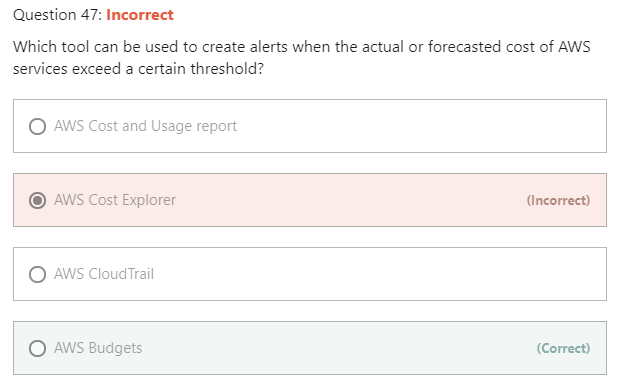 Question 47: Incorrect
Which tool can be used to create alerts when the actual or forecasted cost of AWS
services exceed a certain threshold?
AWS Cost and Usage report
AWS Cost Explorer (Incorrect)
AWS CloudTrail
AWS Budgets (Correct)